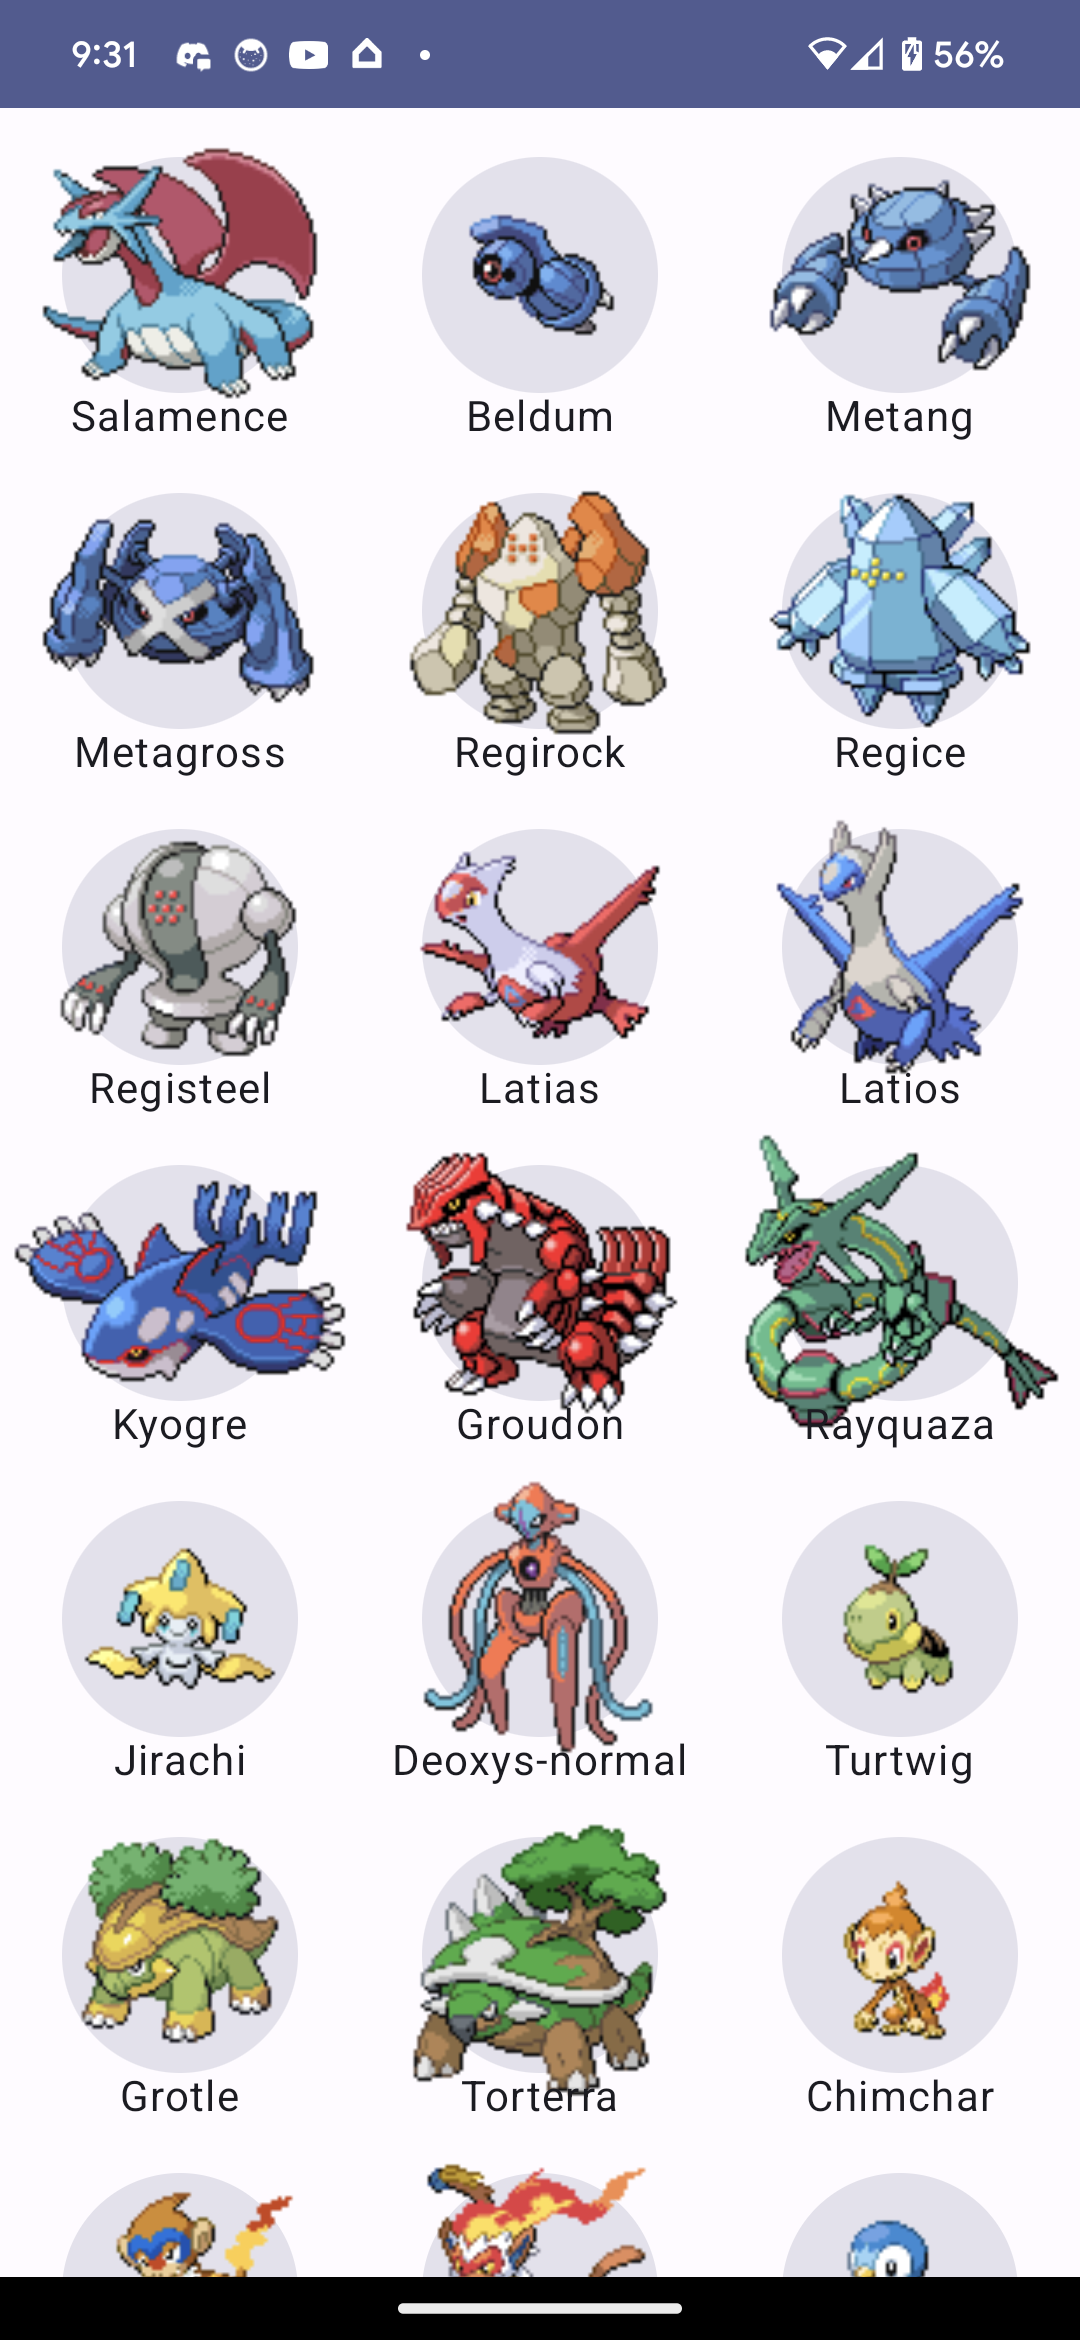 9:31 56%
Salamence Beldum Metang
Metagross Regirock Regice
Registeel Latias Latios
Kyogre Groudon Rayquaza
Jirachi Deoxys-normal Turtwig
Grotle Torterra Chimchar